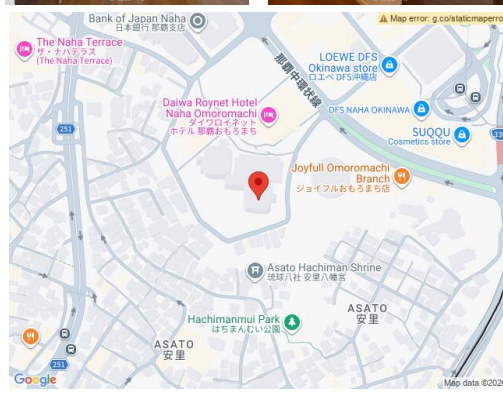 Bank of Japan Naha
日本銀行 那覇支店
Map error: g.co/staticmaperro
The Naha Terrace
ザ・ナハテラス
(The Naha Terrace)
LOEWE DFS
Okinawa store
ロエベ DFS沖縄店
那覇中環状線
Daiwa Roynet Hotel
Naha Omoromachi
ダイワロイネット
ホテル 那覇おもろまち
DFS NAHA OKINAWA
251
SUQQU
Cosmetics store
330
Joyfull Omoromachi
Branch
ジョイフルおもろまち店
Asato Hachiman Shrine
琉球八社 安里八幡宮
ASATO
安里
Hachimanmui Park
はちまんむい公園
ASATO
安里
251
Google
Map data ©2026